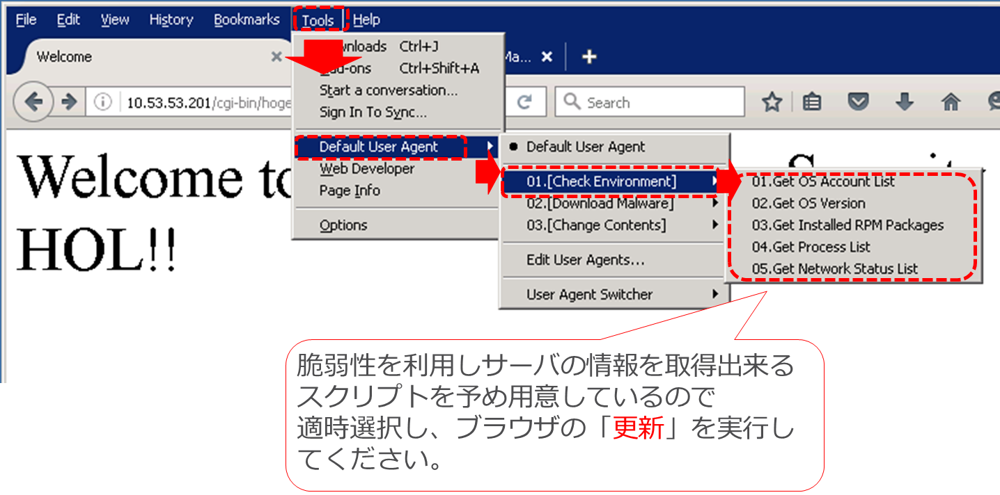 File Edit View History Bookmarks Tools Help
Welcome
Ma...
Downloads Ctrl+J
Add-ons Ctrl+Shift+A
Start a conversation...
Sign In To Sync...
10.53.53.201/cgi-bin/hoge
Search
Default User Agent
Web Developer
Page Info
Options
Default User Agent
01.[Check Environment]
02.[Download Malware]
03.[Change Contents]
Edit User Agents...
User Agent Switcher
01.Get OS Account List
02.Get OS Version
03.Get Installed RPM Packages
04.Get Process List
05.Get Network Status List
Welcome to
HOL!!
脆弱性を利用しサーバの情報を取得出来る
スクリプトを予め用意しているので
適時選択し、ブラウザの「更新」を実行し
てください。